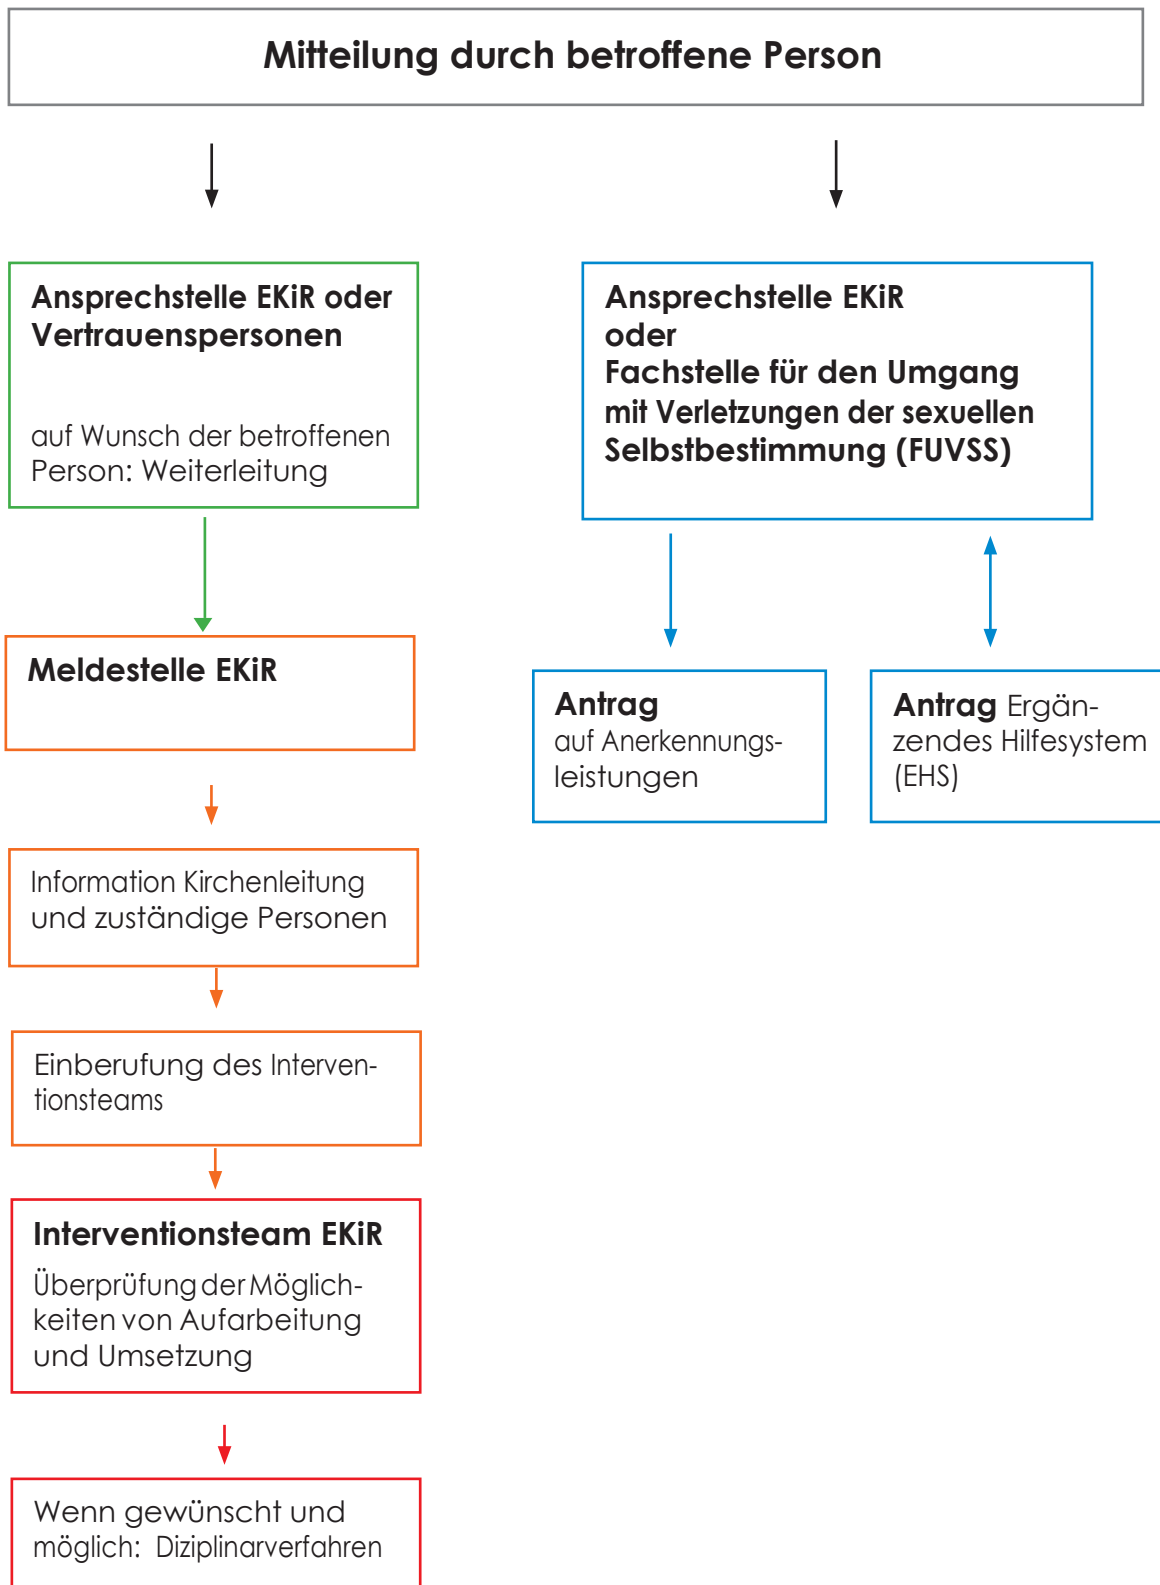 Mitteilung durch betroffene Person
Ansprechstelle EKiR oder
Vertrauenspersonen
auf Wunsch der betroffenen
Person: Weiterleitung
Ansprechstelle EKiR
oder
Fachstelle für den Umgang
mit Verletzungen der sexuellen
Selbstbestimmung (FUVSS)
Meldestelle EKiR
Antrag
auf Anerkennungs-
leistungen
Antrag Ergän-
zendes Hilfesystem
(EHS)
Information Kirchenleitung
und zuständige Personen
Einberufung des Interven-
tionsteams
Interventionsteam EKiR
Überprüfung der Möglich-
keiten von Aufarbeitung
und Umsetzung
Wenn gewünscht und
möglich: Diziplinarverfahren